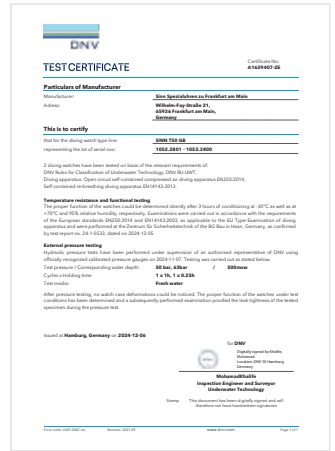 DNV
TEST CERTIFICATE
Certificate No:
A1629407-2E
Particulars of Manufacturer
Manufacturer:
Sinn Spezialuhren zu Frankfurt am Main
Adress:
Wilhelm-Fay-Straße 21,
65936 Frankfurt am Main,
Germany
This is to certify
that for the diving watch type line:
SINN T50 GB
representing the lot of serial nos:
1052.2801 - 1052.3800
2 diving watches have been tested on basis of the relevant requirements of:
DNV Rules for Classification of Underwater Technology, DNV RU UWT,
Diving apparatus: Open-circuit self-contained compressed air diving apparatus EN250:2014,
Self-contained re-breathing diving apparatus EN14143:2013.
Temperature resistance and functional testing
The proper function of the watches could be determined directly after 3 hours of conditioning at -30°C as well as at
+70°C and 95% relative humidity, respectively. Examinations were carried out in accordance with the requirements
of the European standards EN250:2014 and EN14143:2003, as applicable to the EU Type-Examination of diving
apparatus and were performed at the Zentrum für Sicherheitstechnik of the BG Bau in Haan, Germany, as confirmed
by test report no. 24-1-0533, dated on 2024-12-05
External pressure testing
Hydraulic pressure tests have been performed under supervision of an authorized representative of DNV using
officially recognized calibrated pressure gauges on 2024-11-07. Testing was carried out as stated below:
Test pressure / Corresponding water depth:
50 bar, 63bar / 500msw
Cycles x Holding time:
1 x 1h, 1 x 0.25h
Test media:
Fresh water
After pressure testing, no watch case deformations could be noticed. The proper function of the watches under test
conditions has been determined and a subsequently performed examination proofed the leak tightness of the tested
specimen during the pressure test.
Issued at Hamburg, Germany on 2024-12-06
for DNV
Digitally signed by Khalife,
Mohamad
Location: DNV SE Hamburg,
Germany
Mohamad Khalife
Inspection Engineer and Surveyor
Underwater Technology
Stamp:
This document has been digitally signed and will
therefore not have handwritten signatures
www.dnv.com
Page 1 of 1